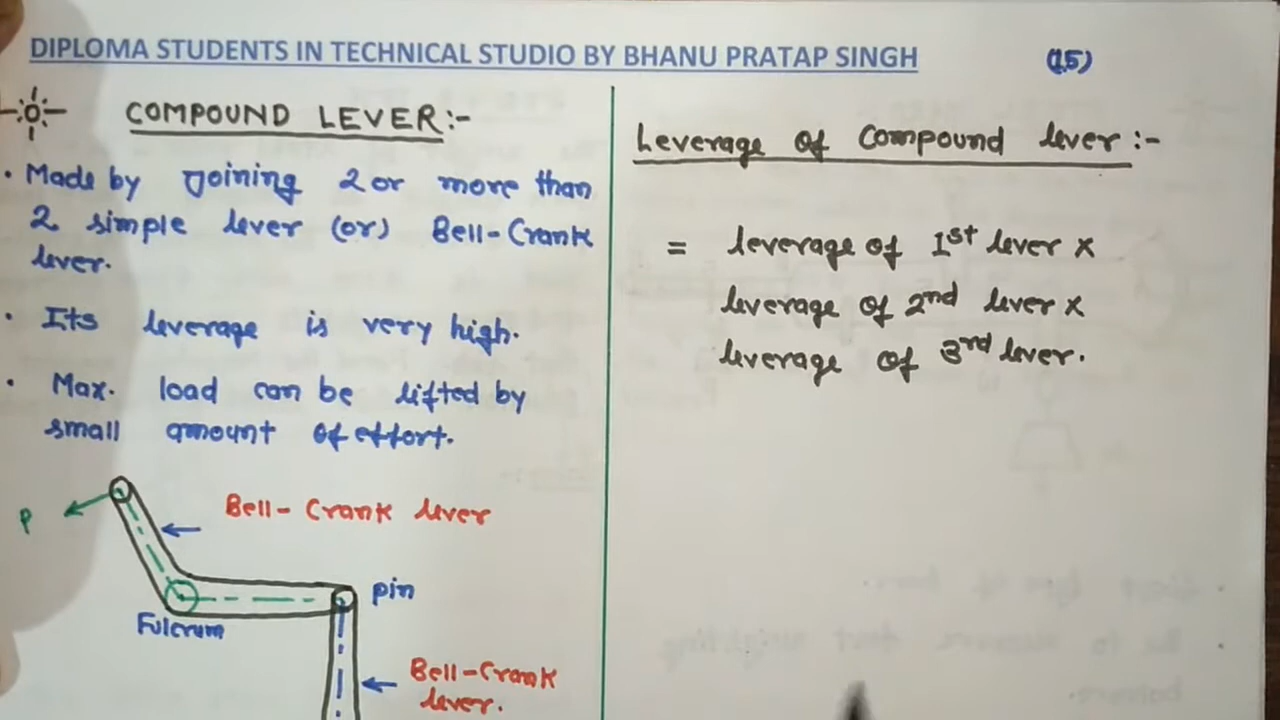 DIPLOMA STUDENTS IN TECHNICAL STUDIO BY BHANU PRATAP SINGH
(15)
COMPOUND LEVER:-
• Made by Joining 2 or more than
2 simple lever (or) Bell-Crank
lever.
• Its leverage is very high.
• Max. load can be lifted by
small amount of effort.
P
Bell-Crank lever
Pin
Fulcrum
Bell-Crank
lever.
Leverage of Compound lever:-
= leverage of 1st lever ×
leverage of 2nd lever ×
leverage of 3rd lever.